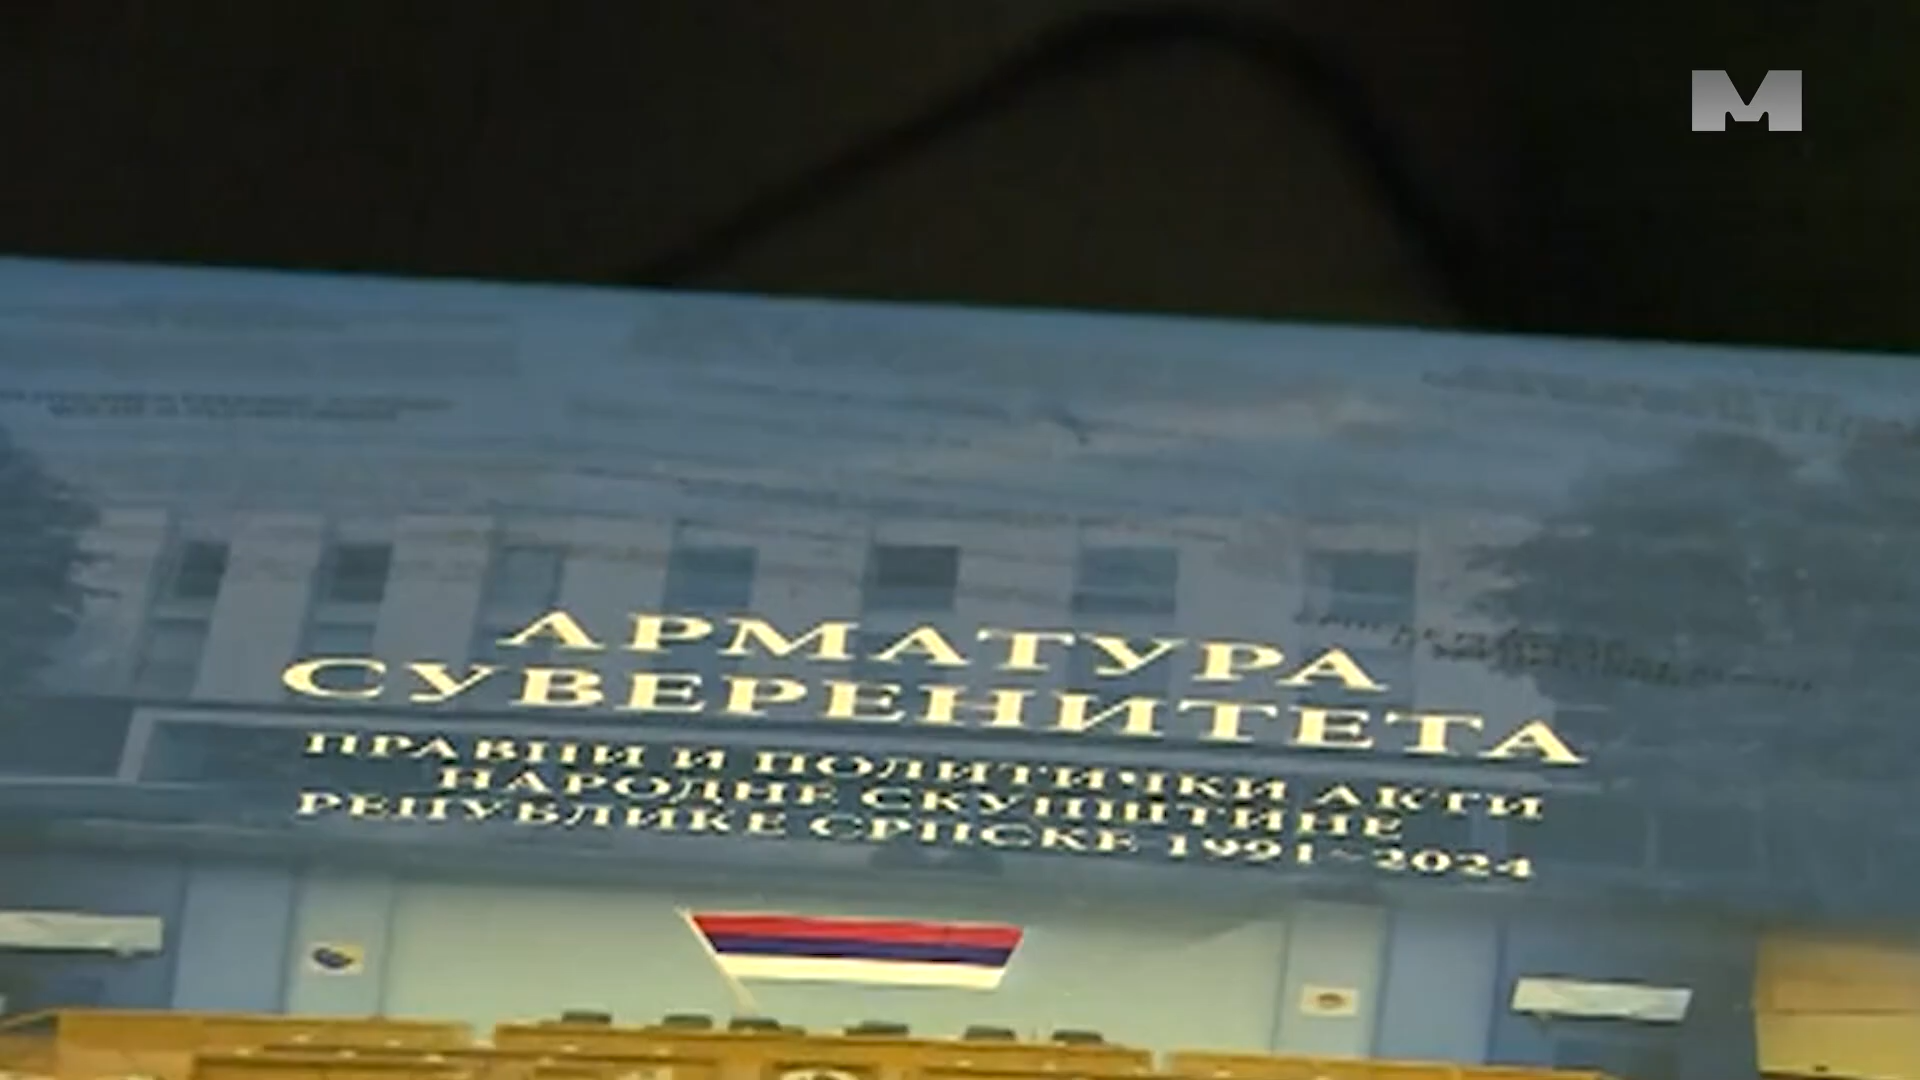 M
АРМАТУРА
СУВЕРЕНИТЕТА
ПРАВНИ И ПОЛИТИЧКИ АКТИ
НАРОДНЕ СКУПШТИНЕ
РЕПУБЛИКЕ СРПСКЕ 1991-2024